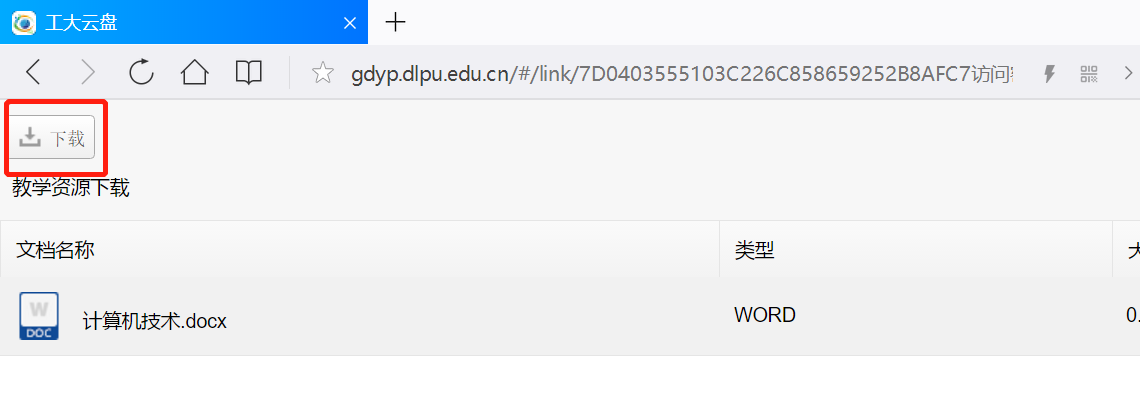 工大云盘
gdyp.dlpu.edu.cn/#/link/7D0403555103C226C858659252B8AFC7访问
下载
教学资源下载
文档名称 类型
W
DOC
计算机技术.docx WORD 0.